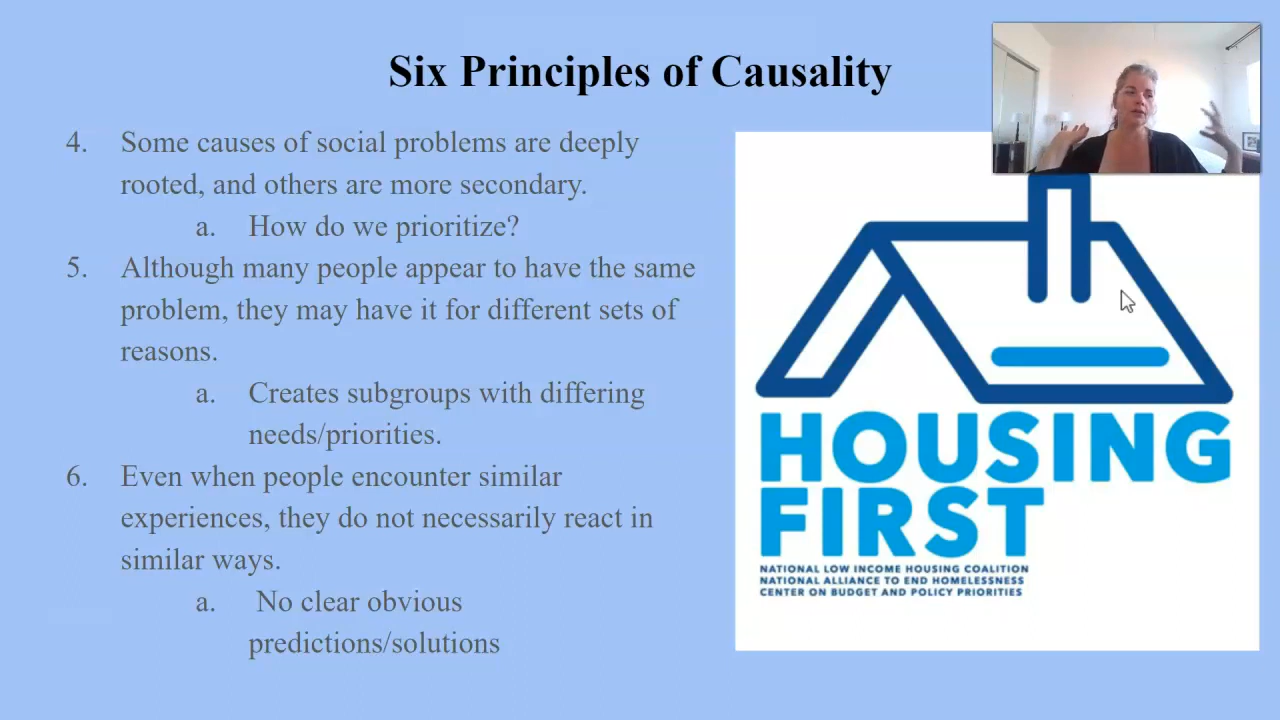 Six Principles of Causality
4. Some causes of social problems are deeply
rooted, and others are more secondary.
a. How do we prioritize?
5. Although many people appear to have the same
problem, they may have it for different sets of
reasons.
a. Creates subgroups with differing
needs/priorities.
6. Even when people encounter similar
experiences, they do not necessarily react in
similar ways.
a. No clear obvious
predictions/solutions
HOUSING
FIRST
NATIONAL LOW INCOME HOUSING COALITION
NATIONAL ALLIANCE TO END HOMELESSNESS
CENTER ON BUDGET AND POLICY PRIORITIES